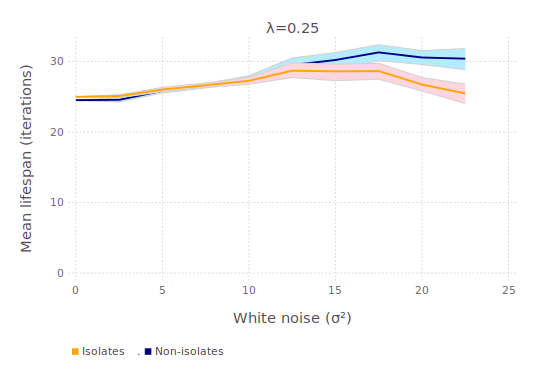 λ=0.25
Mean lifespan (iterations)
30
20
10
0
0 5 10 15 20 25
White noise (σ²)
Isolates . Non-isolates